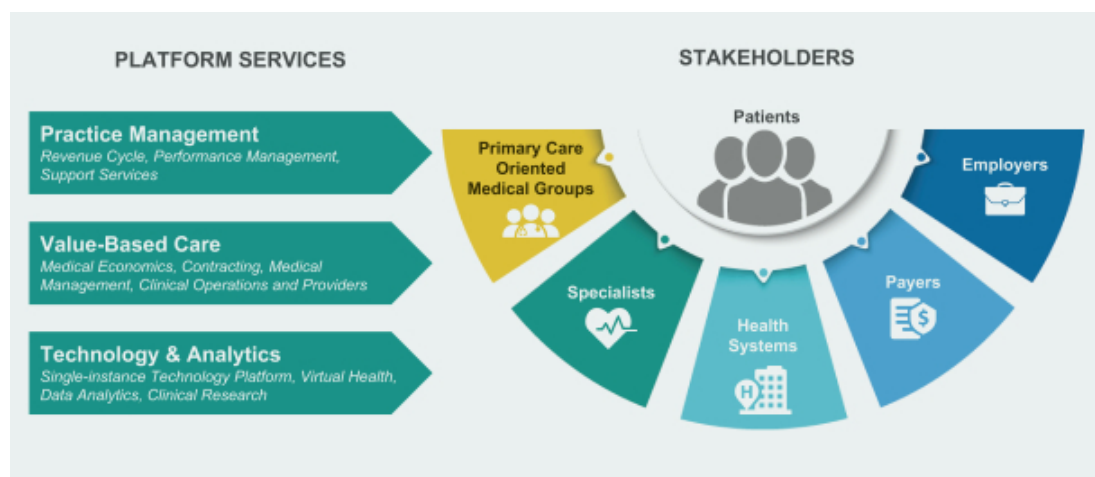 PLATFORM SERVICES
Practice Management
Revenue Cycle, Performance Management,
Support Services
Value-Based Care
Medical Economics, Contracting, Medical
Management, Clinical Operations and Providers
Technology & Analytics
Single-instance Technology Platform, Virtual Health,
Data Analytics, Clinical Research
STAKEHOLDERS
Patients
Primary Care
Oriented
Medical Groups
Specialists
Health
Systems
H
Payers
$
Employers